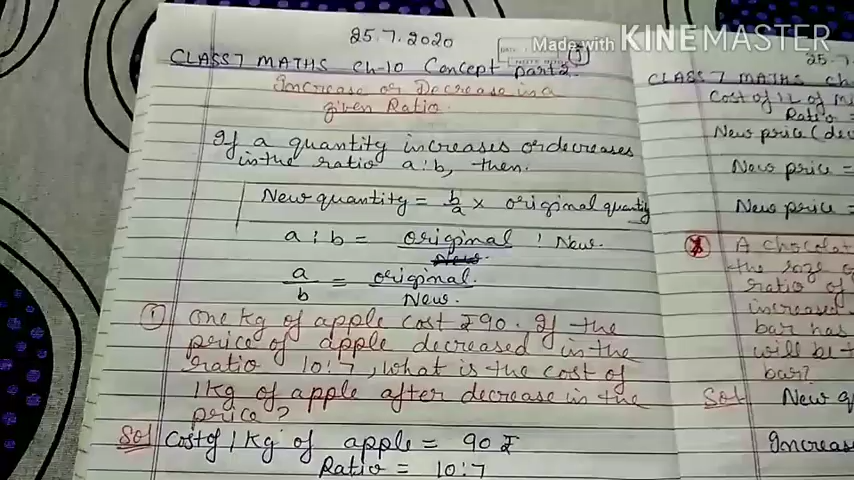 25.7.2020
Made with KINEMASTER
CLASS 7 MATHS Ch-10 Concept Part 2.
Increase or Decrease in a
given Ratio.
If a quantity increases or decreases
in the ratio a:b, then.
New quantity = b/a × original quantity
a : b = original : New.
a/b = original/New.
① One kg of apple cost ₹90. If the
price of apple decreased in the
ratio 10:7, what is the cost of
1kg of apple after decrease in the
price?
Sol Cost of 1 kg of apple = 90 ₹
Ratio = 10:7
25.7
CLASS 7 MATHS Ch
Cost of 1L of
Ratio =
New price (dec
New price =
New price =
A chocolat
the size o
ratio of
increased
bar has
will be t
bar?
Sol New q
Increas